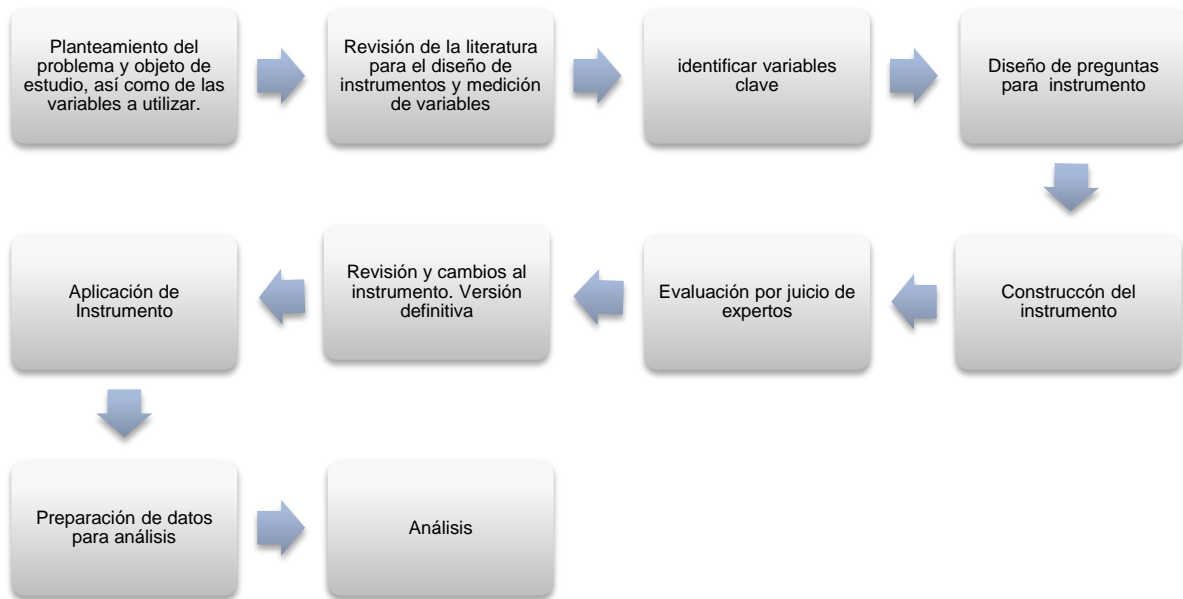 Planteamiento del
problema y objeto de
estudio, así como de las
variables a utilizar.
Revisión de la literatura
para el diseño de
instrumentos y medición
de variables
identificar variables
clave
Diseño de preguntas
para instrumento
Construccón del
instrumento
Evaluación por juicio de
expertos
Revisión y cambios al
instrumento. Versión
definitiva
Aplicación de
Instrumento
Preparación de datos
para análisis
Análisis